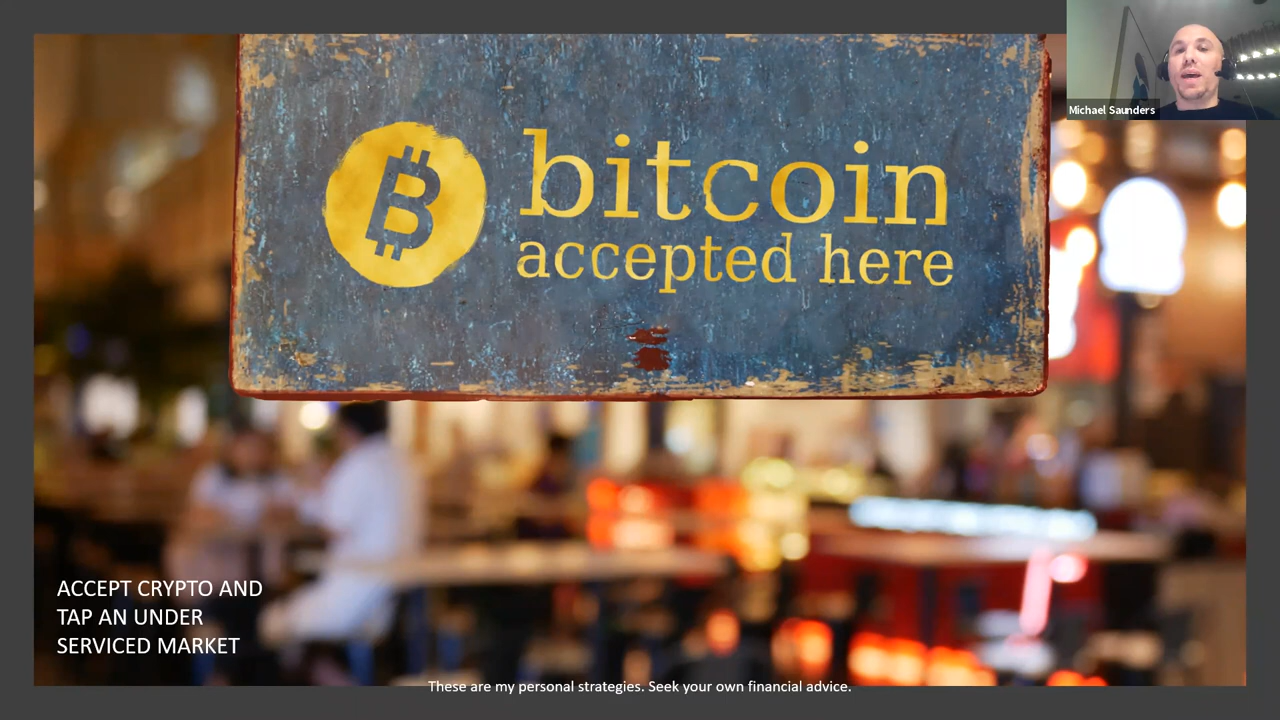 Michael Saunders
bitcoin
accepted here
ACCEPT CRYPTO AND
TAP AN UNDER
SERVICED MARKET
These are my personal strategies. Seek your own financial advice.